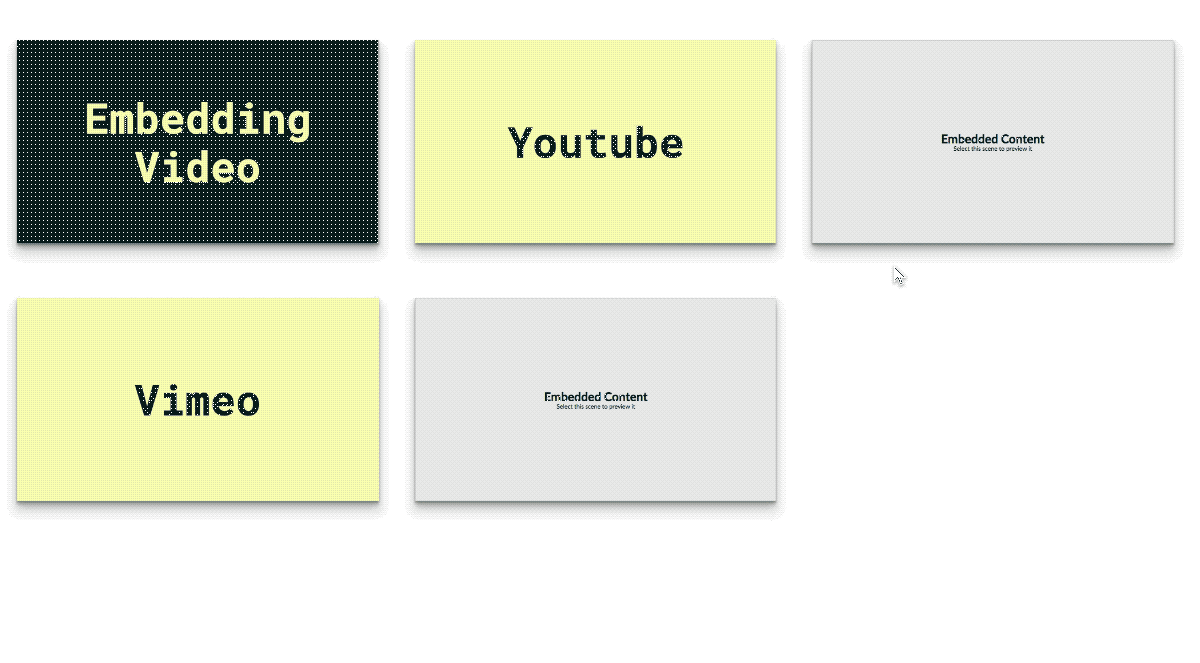 Embedding
Video
Youtube
Embedded Content
Select this scene to preview it
Vimeo
Embedded Content
Select this scene to preview it